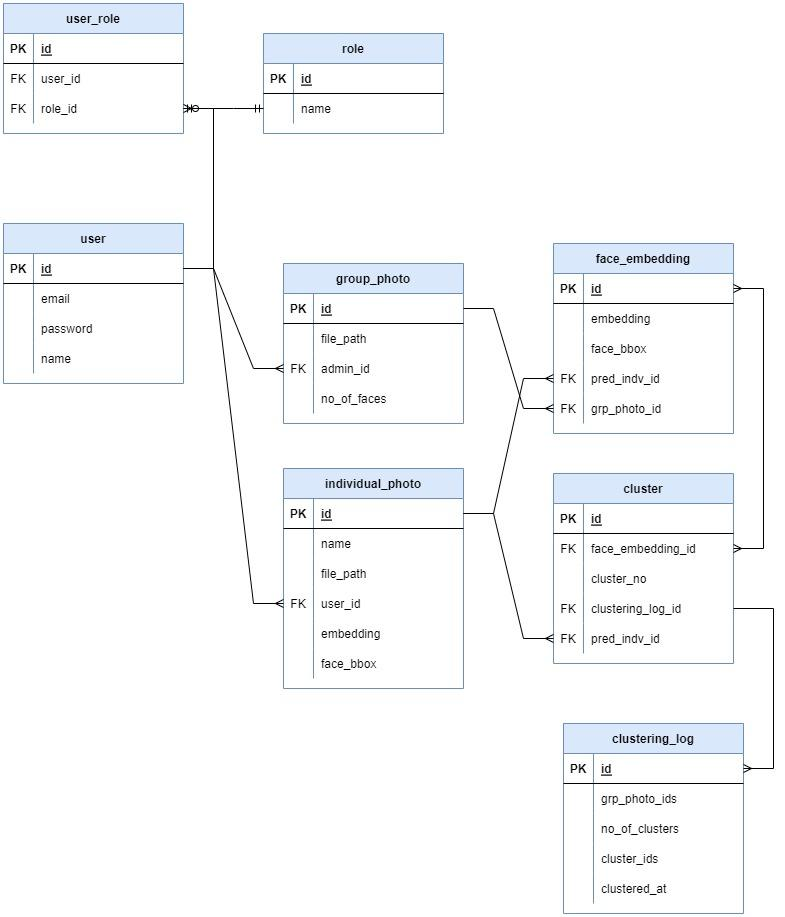 user_role
PK id
FK user_id
FK role_id
role
PK id
name
user
PK id
email
password
name
group_photo
PK id
file_path
FK admin_id
no_of_faces
individual_photo
PK id
name
file_path
FK user_id
embedding
face_bbox
face_embedding
PK id
embedding
face_bbox
FK pred_indv_id
FK grp_photo_id
cluster
PK id
FK face_embedding_id
cluster_no
FK clustering_log_id
FK pred_indv_id
clustering_log
PK id
grp_photo_ids
no_of_clusters
cluster_ids
clustered_at